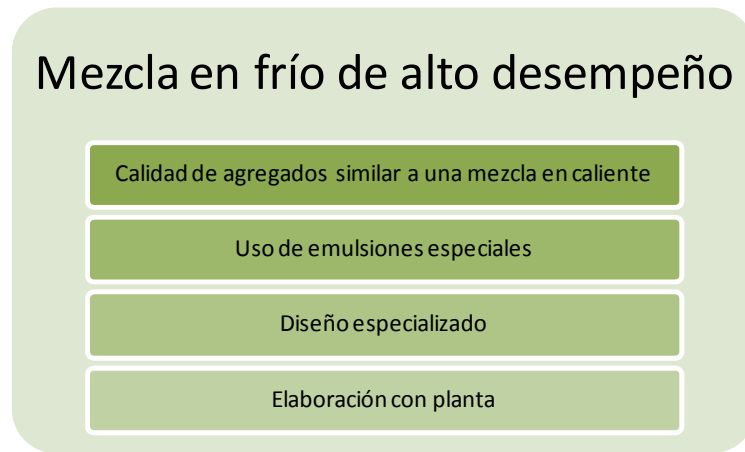 Mezcla en frío de alto desempeño
Calidad de agregados similar a una mezcla en caliente
Uso de emulsiones especiales
Diseño especializado
Elaboración con planta